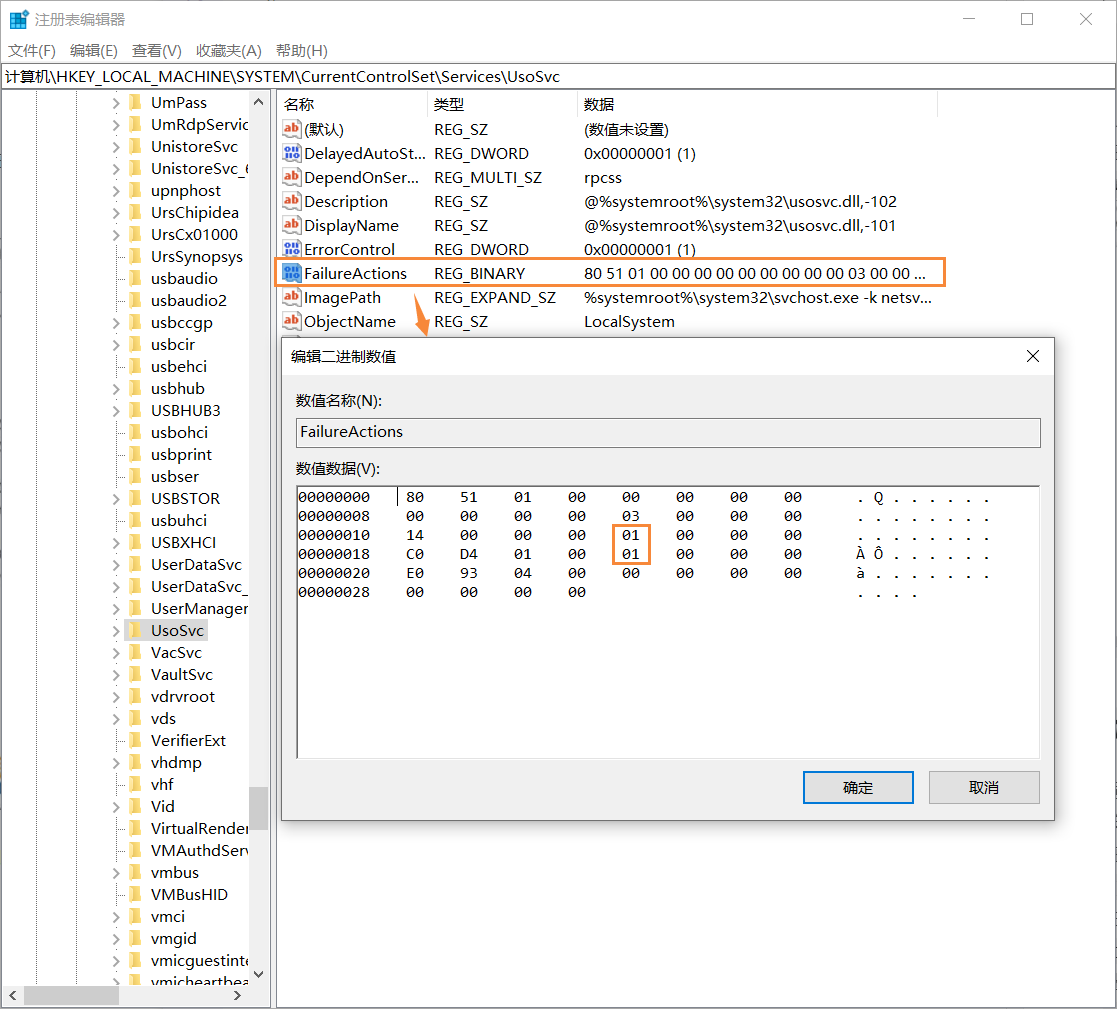 注册表编辑器
文件(F) 编辑(E) 查看(V) 收藏夹(A) 帮助(H)
计算机\HKEY_LOCAL_MACHINE\SYSTEM\CurrentControlSet\Services\UsoSvc
UmPass
UmRdpServic
UnistoreSvc
UnistoreSvc_6
upnphost
UrsChipidea
UrsCx01000
UrsSynopsys
usbaudio
usbaudio2
usbccgp
usbcir
usbehci
usbhub
USBHUB3
usbohci
usbprint
usbser
USBSTOR
usbuhci
USBXHCI
UserDataSvc
UserDataSvc_
UserManager
UsoSvc
VacSvc
VaultSvc
vdrvroot
vds
VerifierExt
vhdmp
vhf
Vid
VirtualRender
VMAuthdServ
vmbus
VMBusHID
vmci
vmgid
vmicguestinte
vmicheartbea
名称 类型 数据
(默认) REG_SZ (数值未设置)
DelayedAutoSt... REG_DWORD 0x00000001 (1)
DependOnSer... REG_MULTI_SZ rpcss
Description REG_SZ @%systemroot%\system32\usosvc.dll,-102
DisplayName REG_SZ @%systemroot%\system32\usosvc.dll,-101
ErrorControl REG_DWORD 0x00000001 (1)
FailureActions REG_BINARY 80 51 01 00 00 00 00 00 00 00 00 00 03 00 00 ...
ImagePath REG_EXPAND_SZ %systemroot%\system32\svchost.exe -k netsv...
ObjectName REG_SZ LocalSystem
编辑二进制数值
数值名称(N):
FailureActions
数值数据(V):
00000000 80 51 01 00 00 00 00 00 . Q . . . . . .
00000008 00 00 00 00 03 00 00 00 . . . . . . . .
00000010 14 00 00 00 01 00 00 00 . . . . . . . .
00000018 C0 D4 01 00 01 00 00 00 À Ô . . . . . .
00000020 E0 93 04 00 00 00 00 00 à . . . . . . .
00000028 00 00 00 00 . . . .
确定 取消